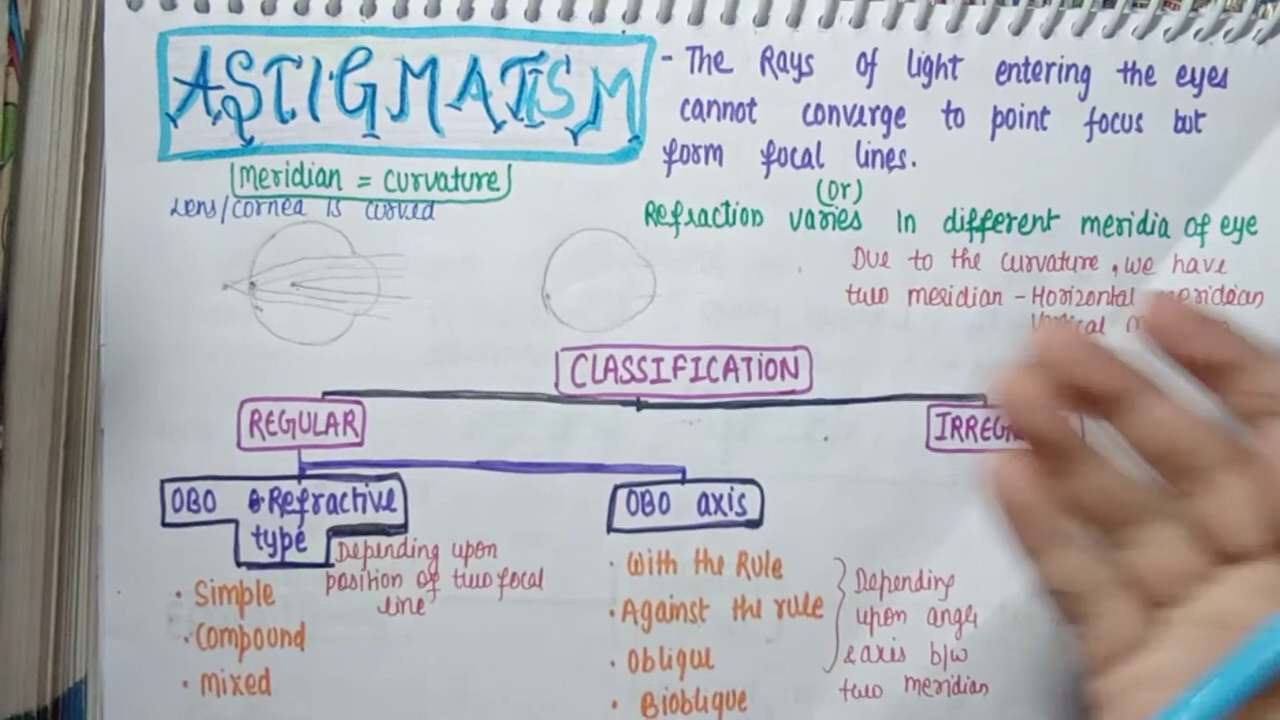 ASTIGMATISM
- The Rays of light entering the eyes
cannot converge to point focus but
form focal lines.
(or)
Meridian = curvature
Lens/cornea is curved
Refraction varies in different meridia of eye
Due to the curvature, we have
two meridian - Horizontal meridian
Vertical
CLASSIFICATION
REGULAR
OBO Refractive
type
Depending upon
position of two focal
line
• Simple
• Compound
• mixed
OBO axis
• With the Rule
• Against the rule
• Oblique
• Bioblique
Depending
upon angle
& axis b/w
two meridian